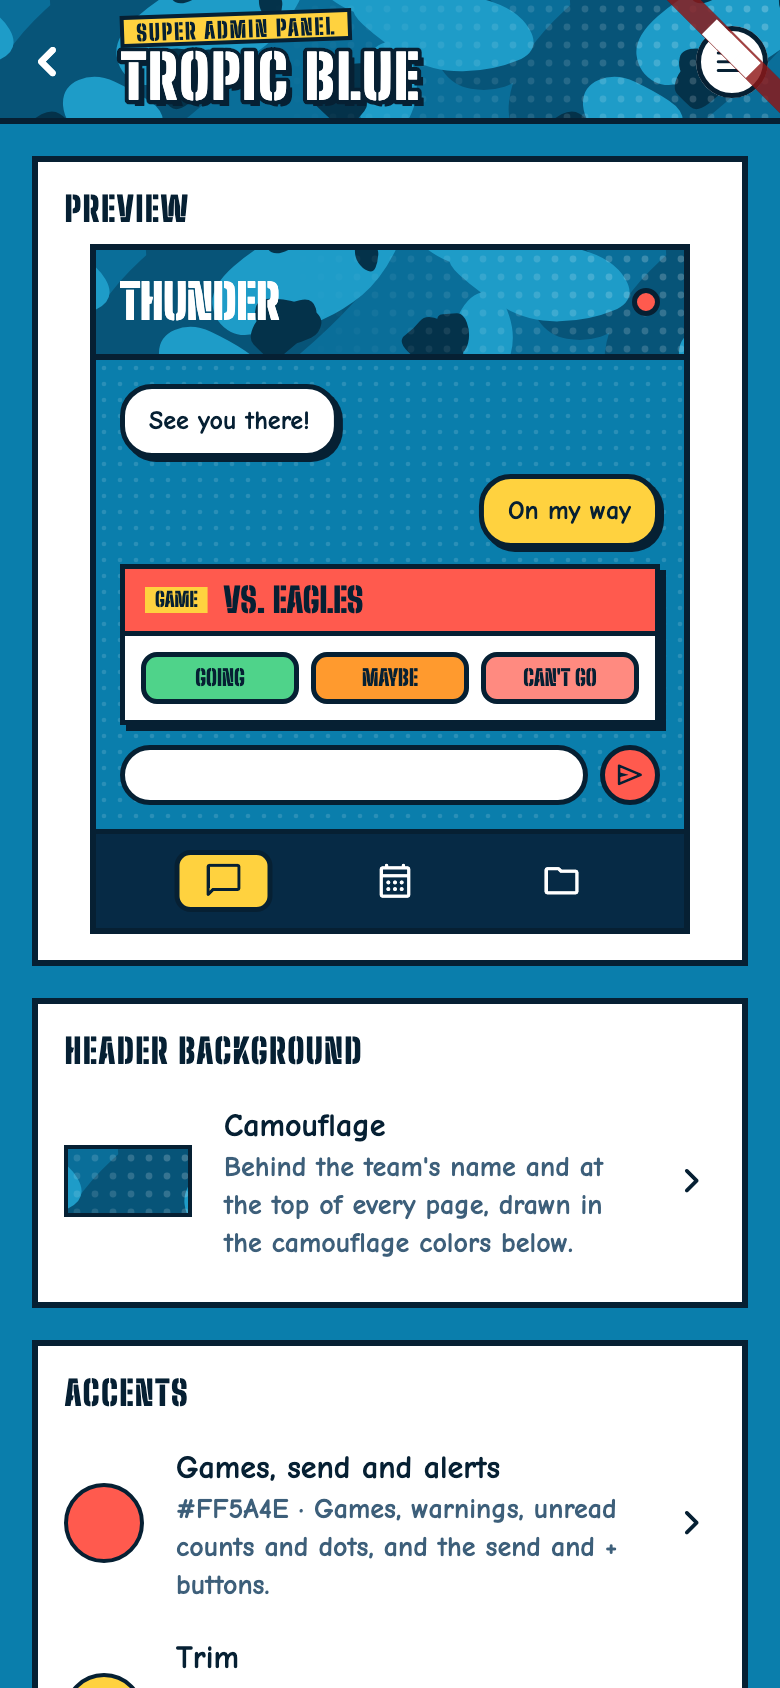 SUPER ADMIN PANEL
TROPIC BLUE
PREVIEW
THUNDER
See you there!
On my way
GAME VS. EAGLES
GOING MAYBE CAN'T GO
HEADER BACKGROUND
Camouflage
Behind the team's name and at
the top of every page, drawn in
the camouflage colors below.
ACCENTS
Games, send and alerts
#FF5A4E · Games, warnings, unread
counts and dots, and the send and +
buttons.
Trim